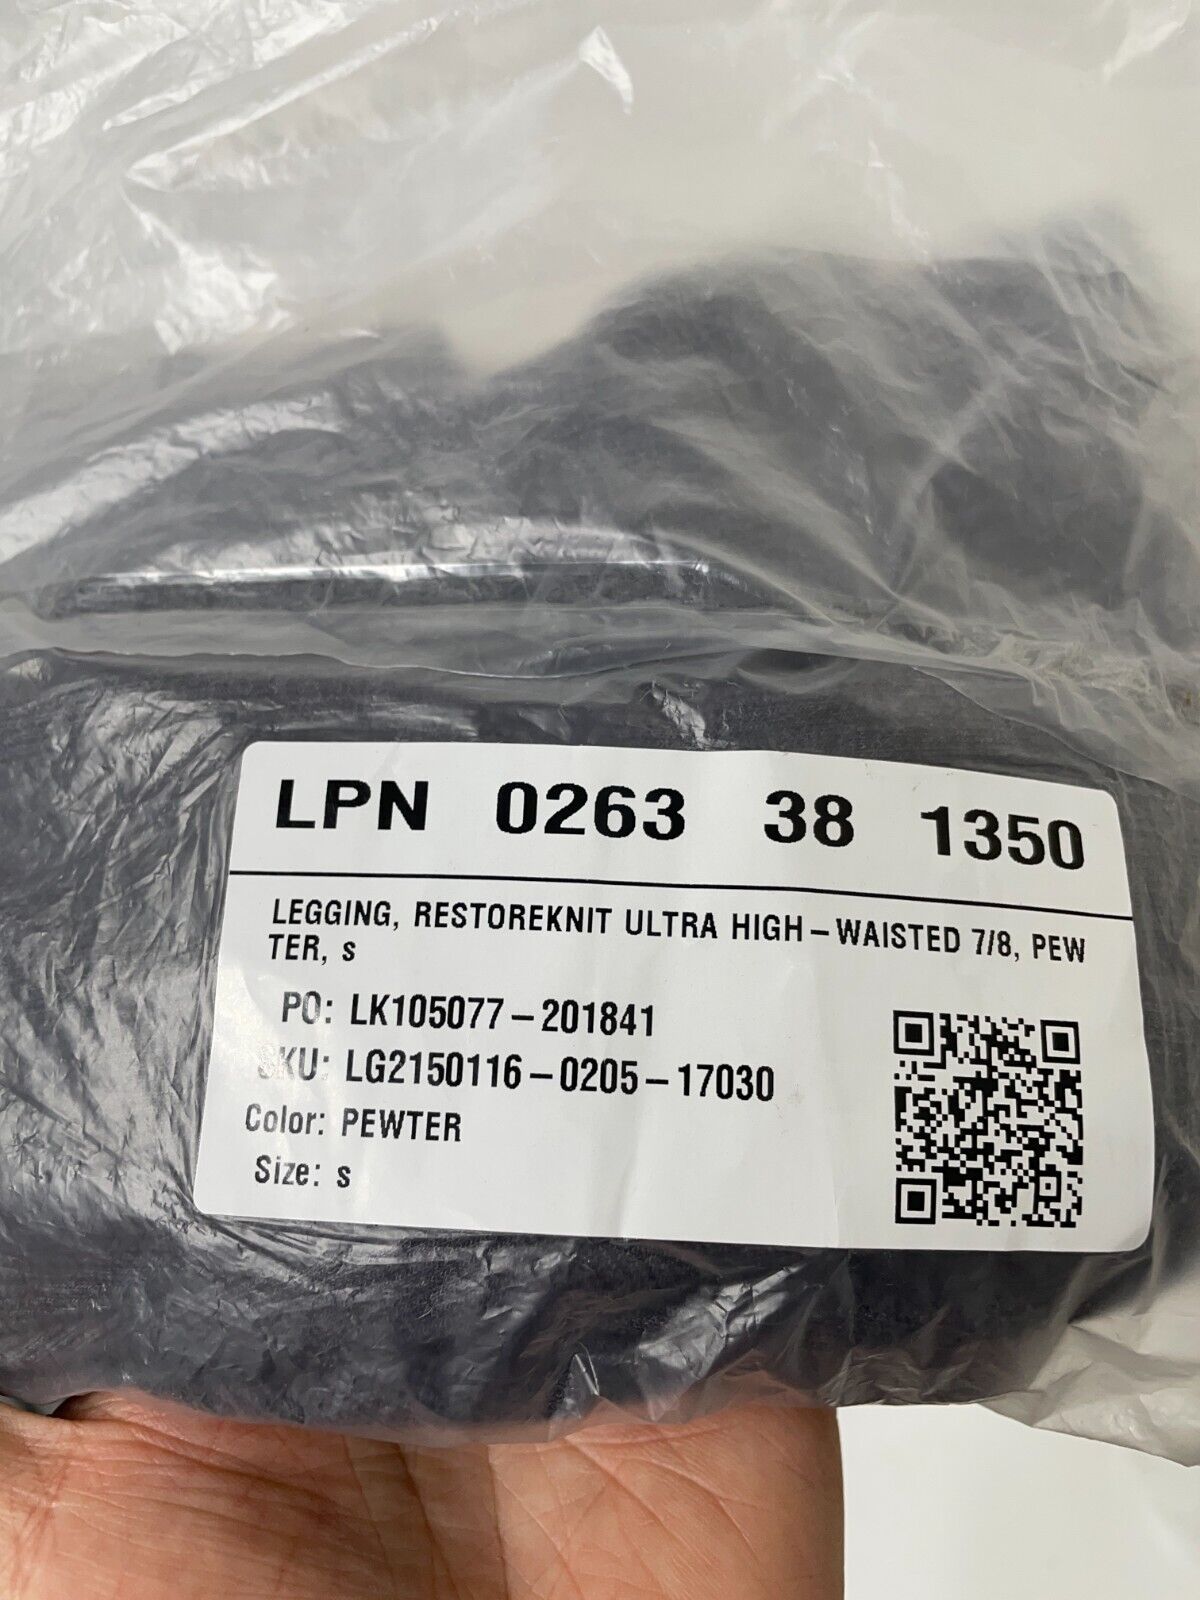 LPN 0263 38 1350
LEGGING, RESTOREKNIT ULTRA HIGH-WAISTED 7/8, PEW
TER, s
PO: LK105077-201841
SKU: LG2150116-0205-17030
Color: PEWTER
Size: s